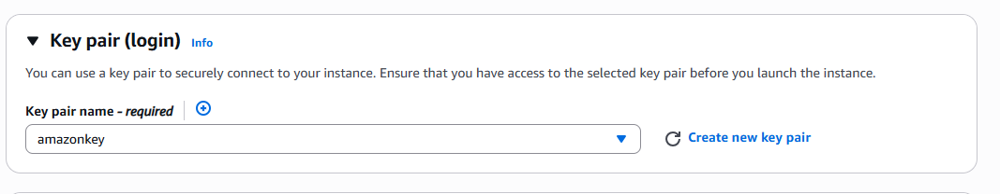 Key pair (login) Info
You can use a key pair to securely connect to your instance. Ensure that you have access to the selected key pair before you launch the instance.
Key pair name - required
amazonkey
Create new key pair